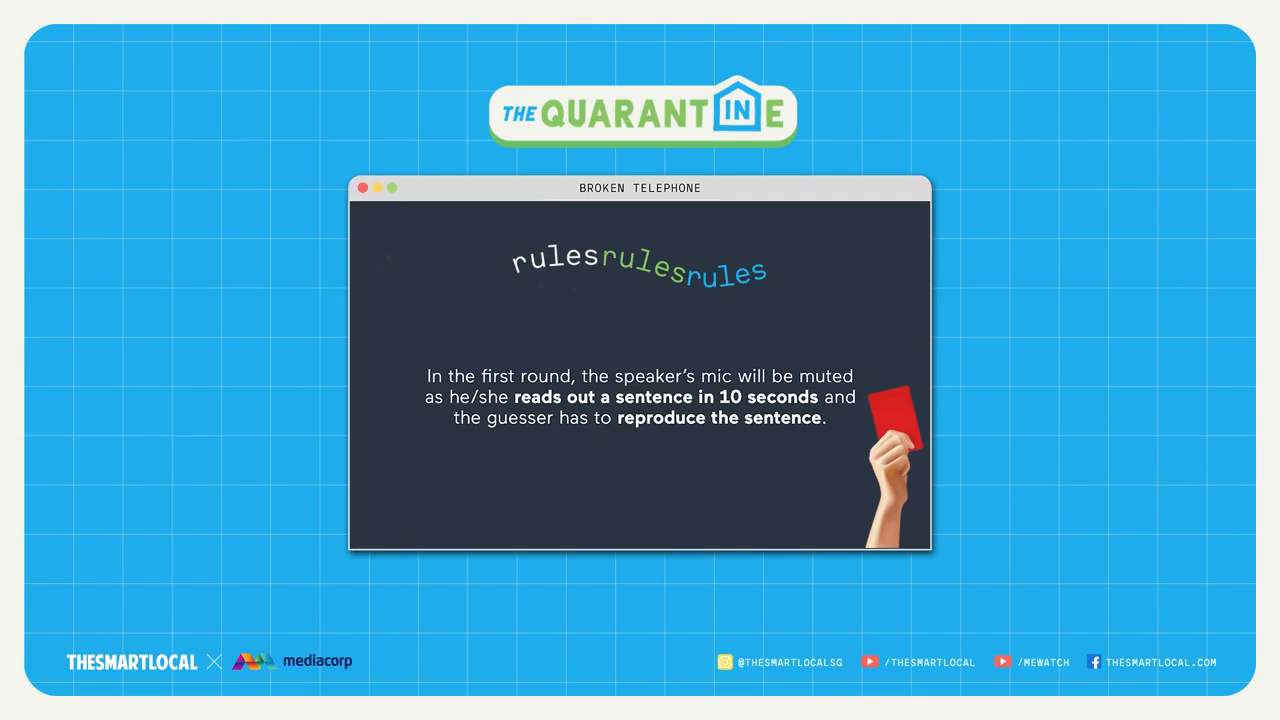 THE QUARANTINE
BROKEN TELEPHONE
rulesrulesrules
In the first round, the speaker's mic will be muted
as he/she reads out a sentence in 10 seconds and
the guesser has to reproduce the sentence.
THESMARTLOCAL mediacorp @THESMARTLOCALSG /THESMARTLOCAL /MEWATCH THESMARTLOCAL.COM